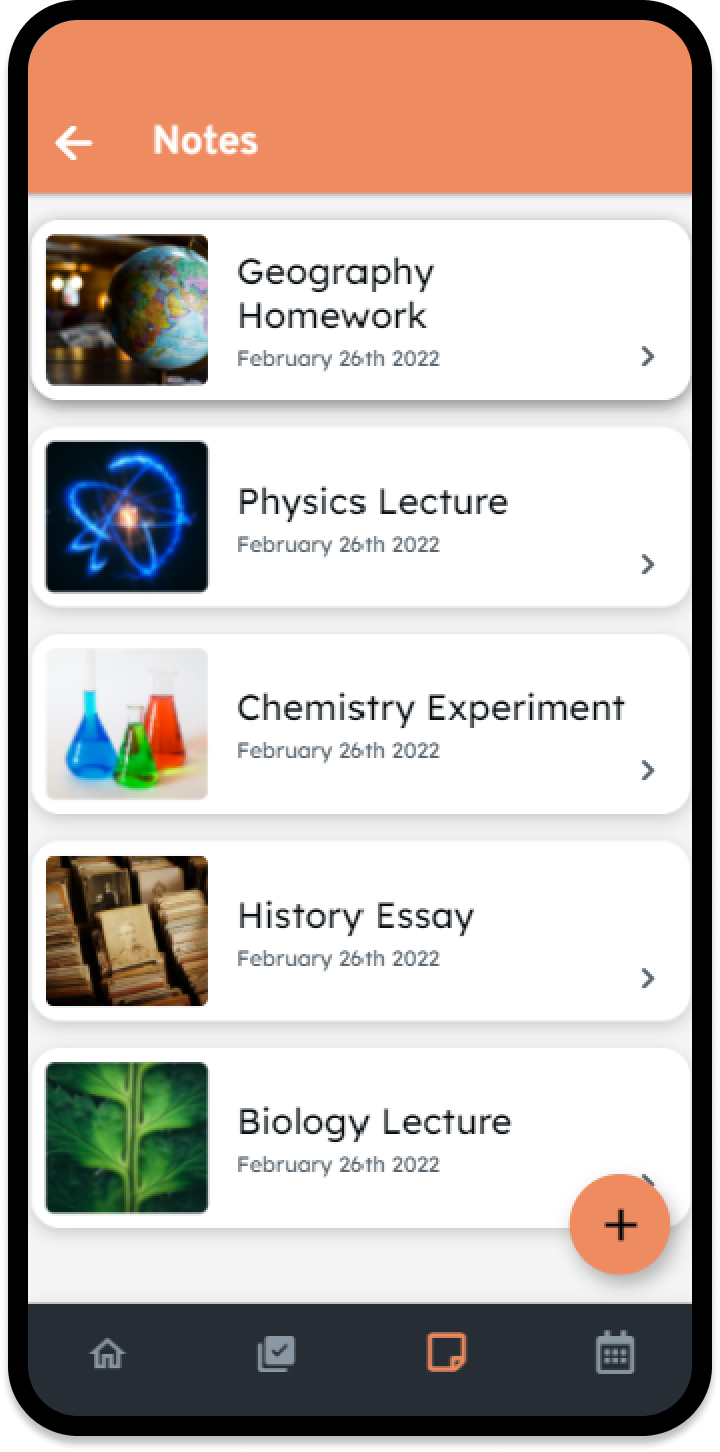 Notes
Geography
Homework
February 26th 2022
Physics Lecture
February 26th 2022
Chemistry Experiment
February 26th 2022
History Essay
February 26th 2022
Biology Lecture
February 26th 2022